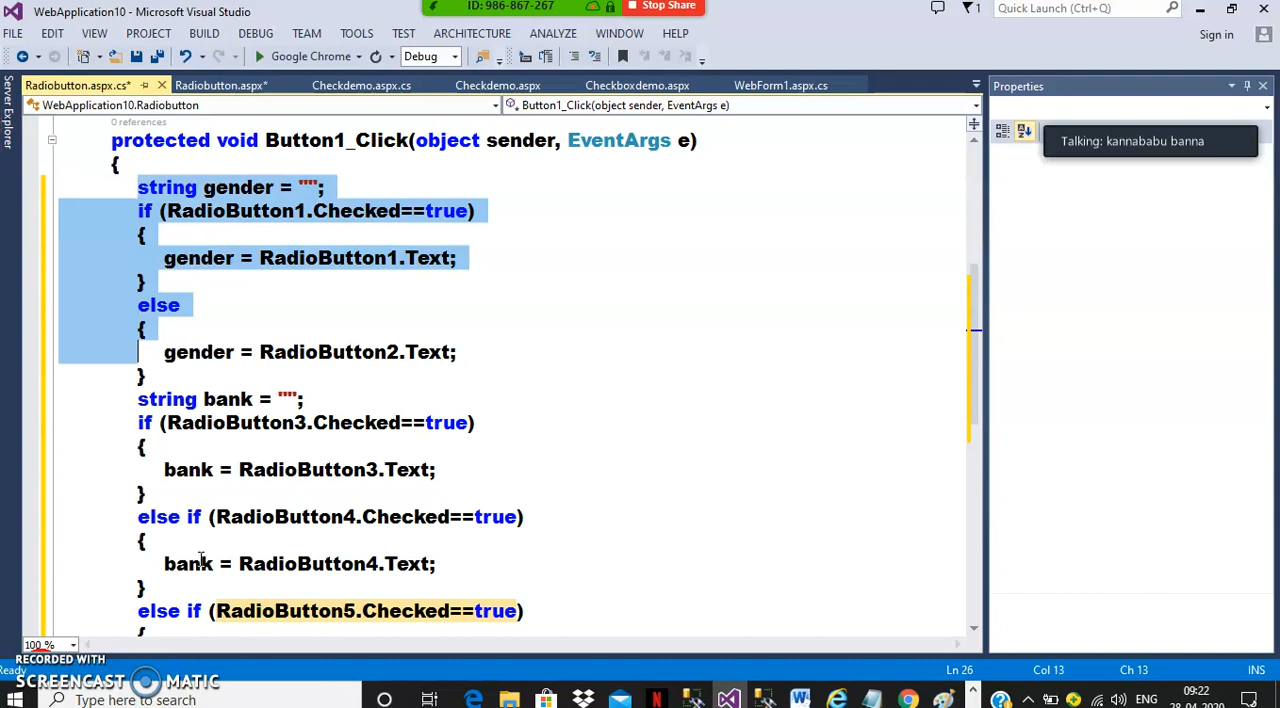 WebApplication10 - Microsoft Visual Studio
ID: 986-867-267
Stop Share
1
Quick Launch (Ctrl+Q)
FILE EDIT VIEW PROJECT BUILD DEBUG TEAM TOOLS TEST ARCHITECTURE ANALYZE WINDOW HELP
Sign in
Google Chrome
Debug
Server Explorer
Radiobutton.aspx.cs*
Radiobutton.aspx*
Checkdemo.aspx.cs
Checkdemo.aspx
Checkboxdemo.aspx
WebForm1.aspx.cs
Properties
WebApplication10.Radiobutton
Button1_Click(object sender, EventArgs e)
Talking: kannababu banna
0 references
protected void Button1_Click(object sender, EventArgs e)
{
string gender = "";
if (RadioButton1.Checked==true)
{
gender = RadioButton1.Text;
}
else
{
gender = RadioButton2.Text;
}
string bank = "";
if (RadioButton3.Checked==true)
{
bank = RadioButton3.Text;
}
else if (RadioButton4.Checked==true)
{
bank = RadioButton4.Text;
}
else if (RadioButton5.Checked==true)
{
100 %
Ready
Ln 26
Col 13
Ch 13
INS
RECORDED WITH
SCREENCAST MATIC
Type here to search
ENG
09:22
28-04-2020